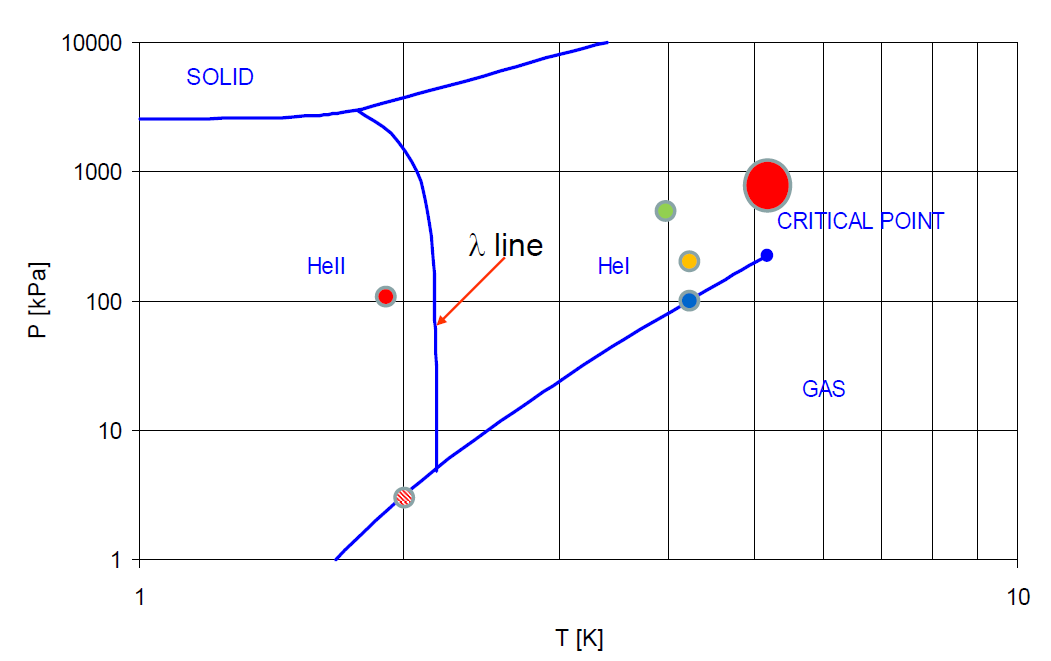 10000
SOLID
1000
CRITICAL POINT
λ line
HeII
HeI
100
P [kPa]
GAS
10
1
1
10
T [K]